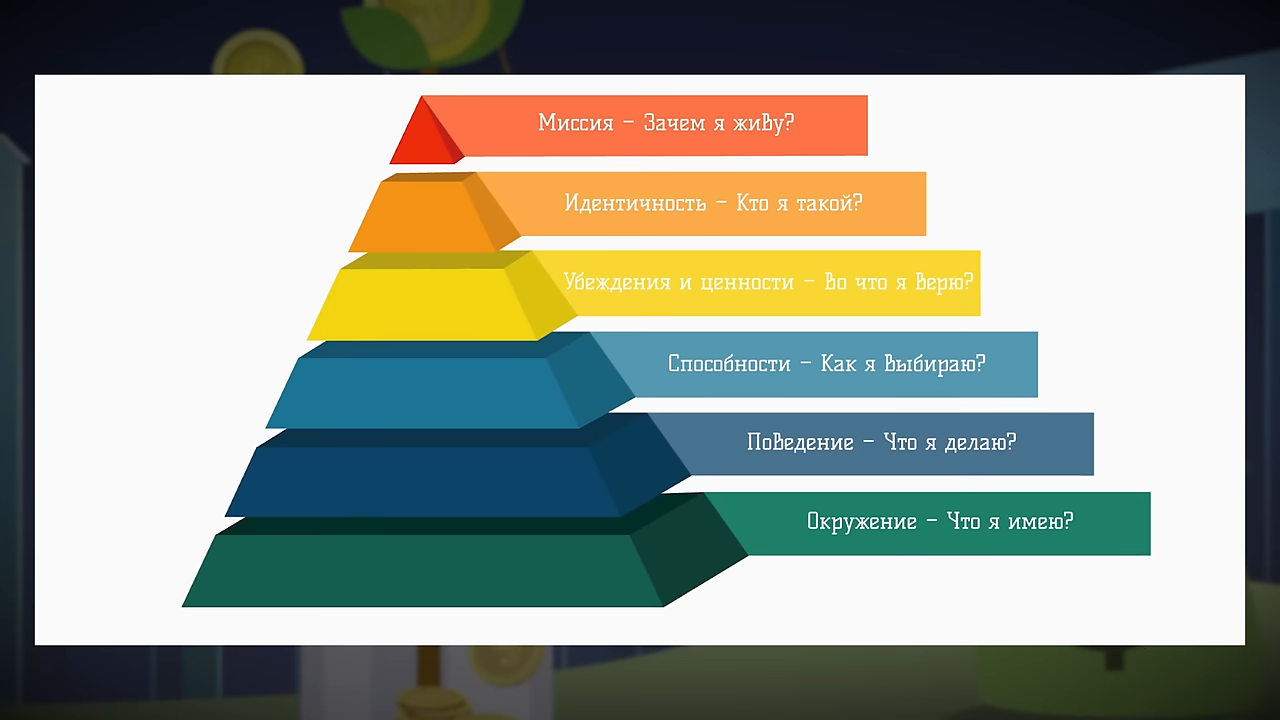 Миссия – Зачем я живу?
Идентичность – Кто я такой?
Убеждения и ценности – Во что я верю?
Способности – Как я выбираю?
Поведение – Что я делаю?
Окружение – Что я имею?